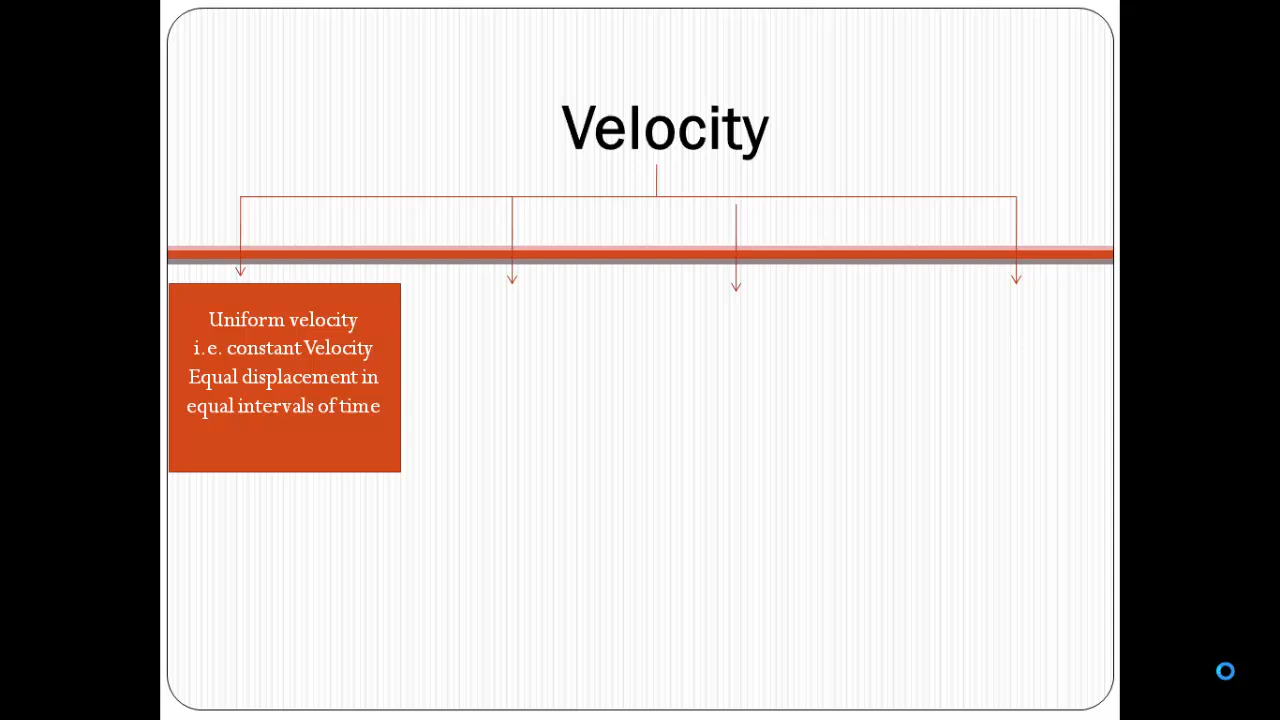 Velocity
Uniform velocity
i.e. constant Velocity
Equal displacement in
equal intervals of time